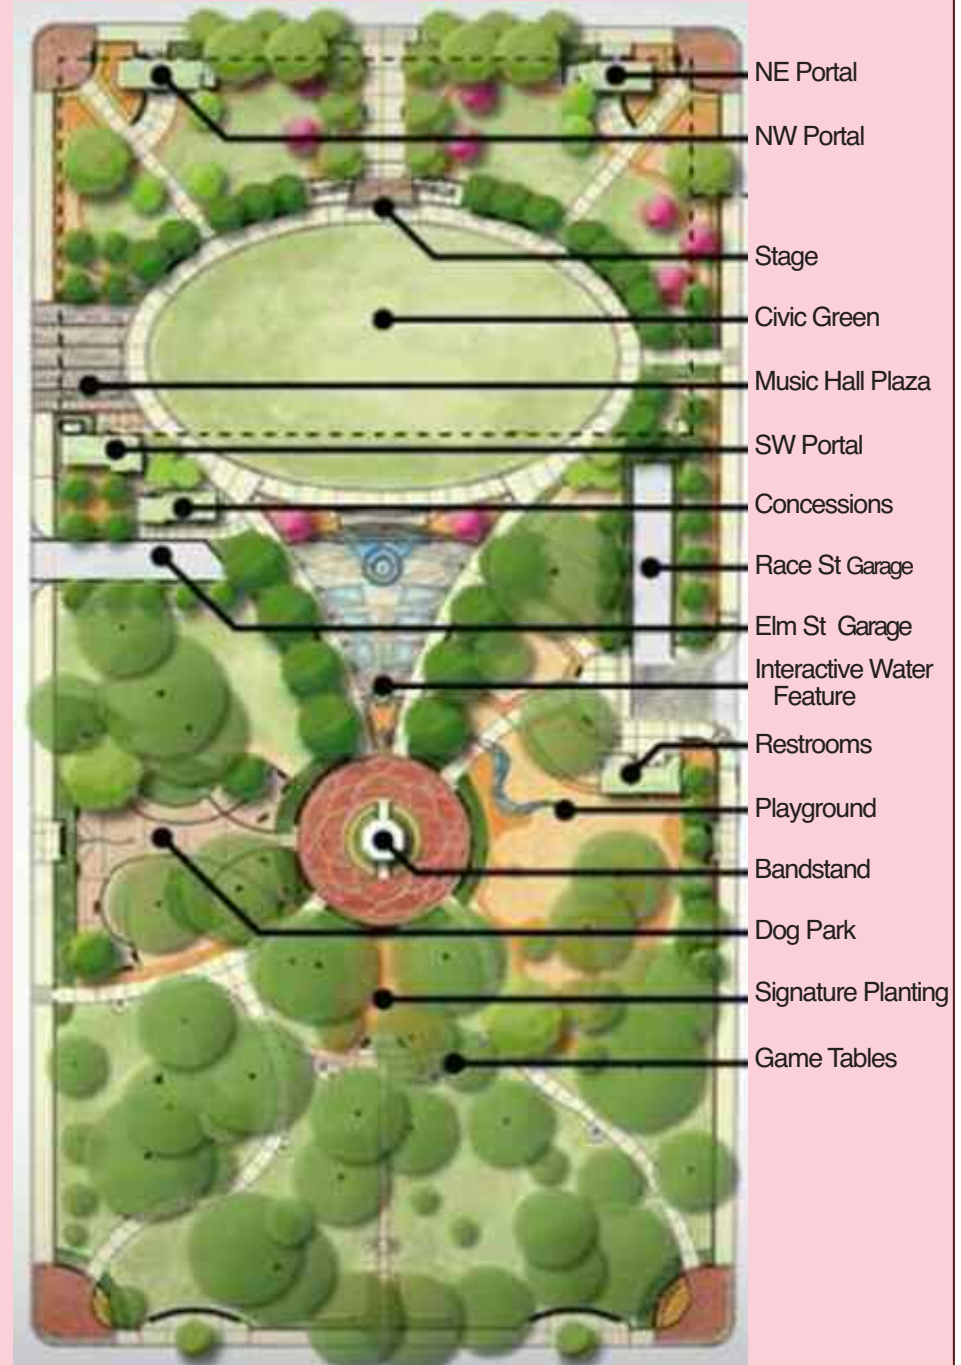 NE Portal
NW Portal
Stage
Civic Green
Music Hall Plaza
SW Portal
Concessions
Race St Garage
Elm St Garage
Interactive Water
Feature
Restrooms
Playground
Bandstand
Dog Park
Signature Planting
Game Tables